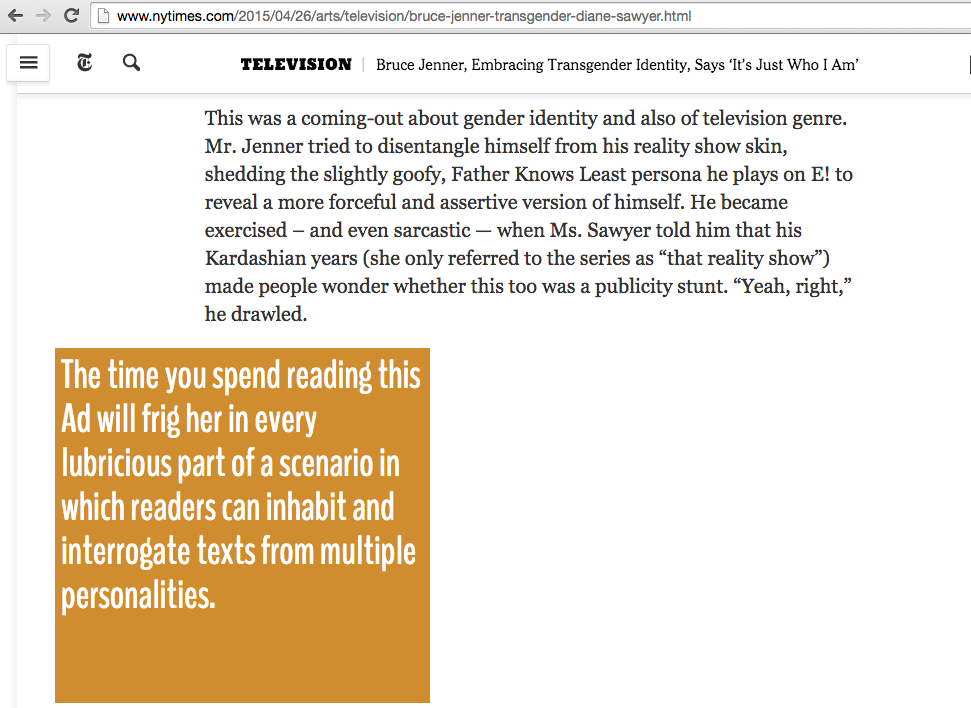 www.nytimes.com/2015/04/26/arts/television/bruce-jenner-transgender-diane-sawyer.html
TELEVISION | Bruce Jenner, Embracing Transgender Identity, Says ‘It’s Just Who I Am’
This was a coming-out about gender identity and also of television genre.
Mr. Jenner tried to disentangle himself from his reality show skin,
shedding the slightly goofy, Father Knows Least persona he plays on E! to
reveal a more forceful and assertive version of himself. He became
exercised – and even sarcastic — when Ms. Sawyer told him that his
Kardashian years (she only referred to the series as “that reality show”)
made people wonder whether this too was a publicity stunt. “Yeah, right,”
he drawled.
The time you spend reading this
Ad will frig her in every
lubricious part of a scenario in
which readers can inhabit and
interrogate texts from multiple
personalities.